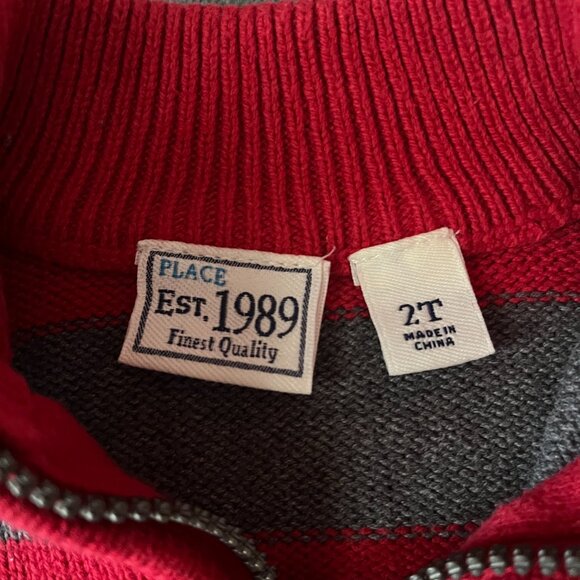 PLACE
EST. 1989
Finest Quality
2T
MADE IN
CHINA